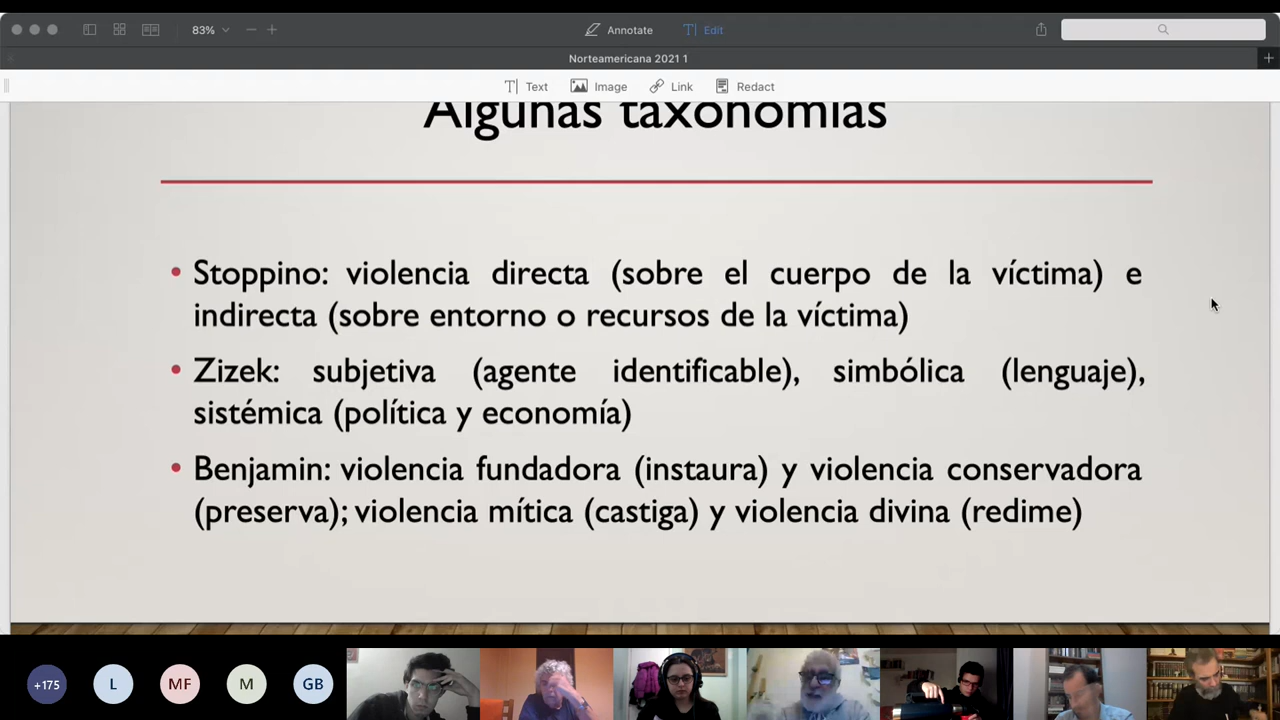 83%
Annotate
Edit
Norteamericana 2021 1
Text
Image
Link
Redact
Algunas taxonomías
Stoppino: violencia directa (sobre el cuerpo de la víctima) e
indirecta (sobre entorno o recursos de la víctima)
Zizek: subjetiva (agente identificable), simbólica (lenguaje),
sistémica (política y economía)
Benjamin: violencia fundadora (instaura) y violencia conservadora
(preserva); violencia mítica (castiga) y violencia divina (redime)
+175
L
MF
M
GB